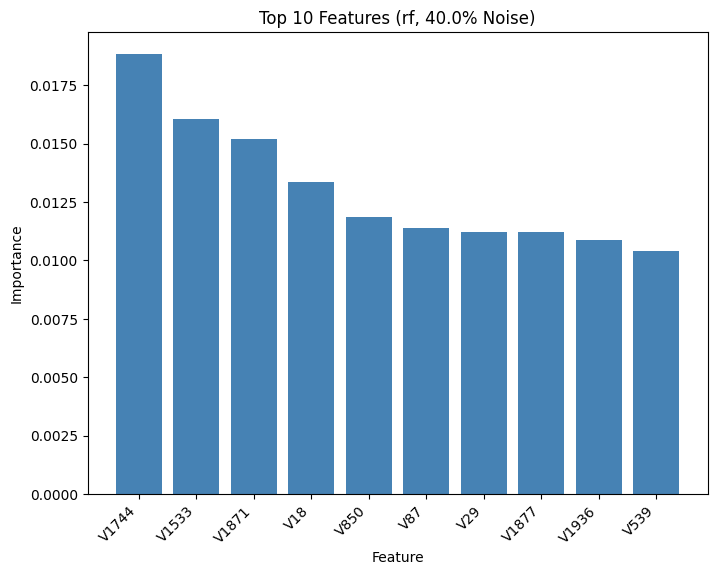 Top 10 Features (rf, 40.0% Noise)
Importance
0.0175
0.0150
0.0125
0.0100
0.0075
0.0050
0.0025
0.0000
V1744
V1533
V1871
V18
V850
V87
V29
V1877
V1936
V539
Feature